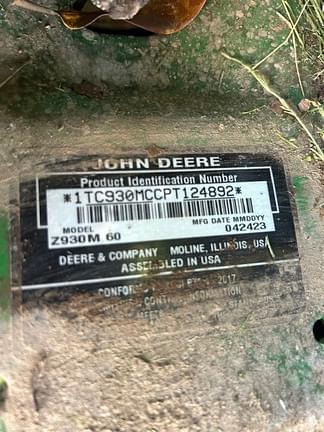 JOHN DEERE
Product Identification Number
*1TC930MCCPT124892*
MODEL MFG DATE MMDDYY
Z930M 60 042423
DEERE & COMPANY MOLINE, ILLINOIS, USA
ASSEMBLED IN USA
2017